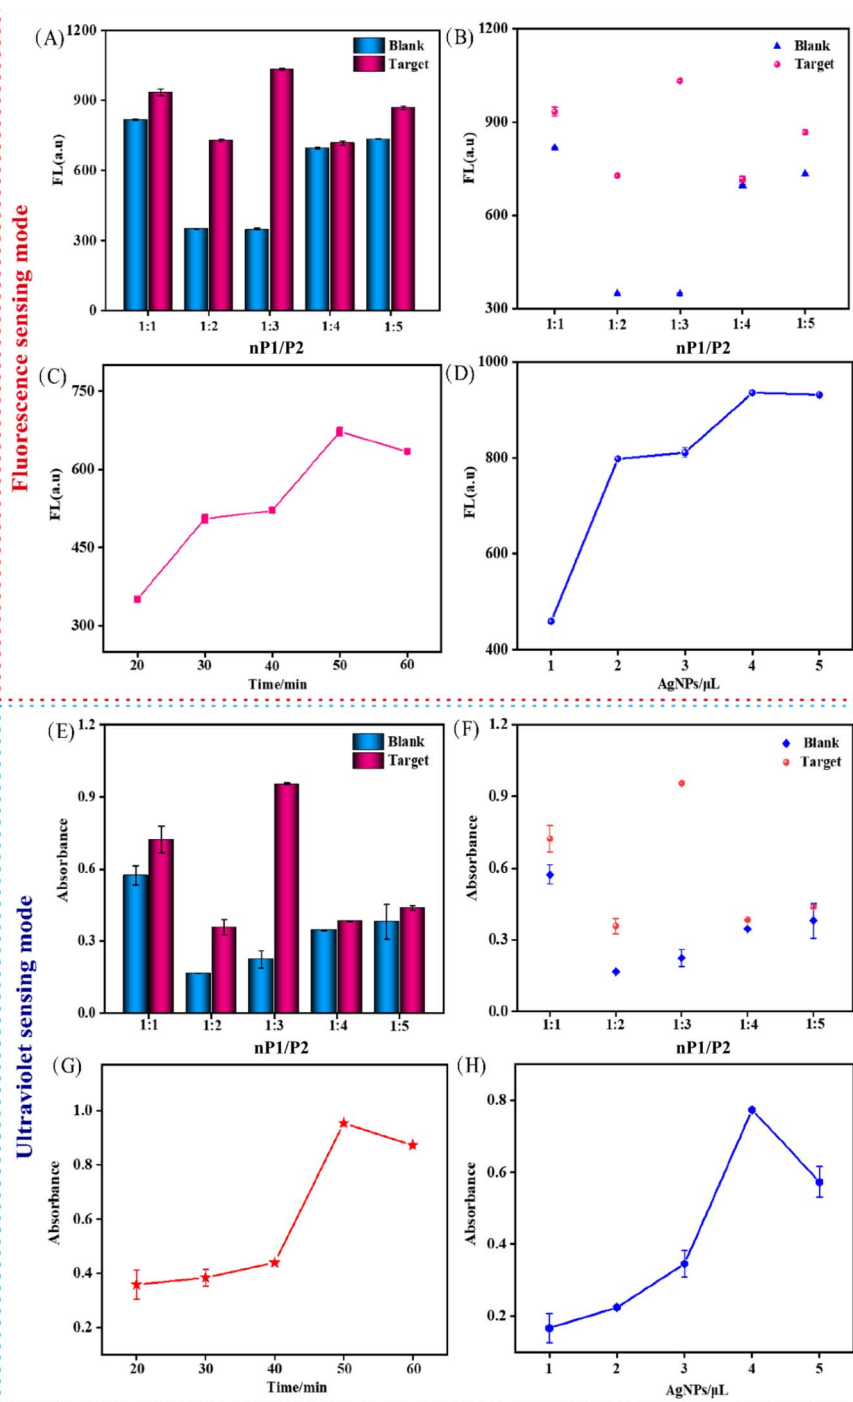 Fluorescence sensing mode
(A)
1200
900
600
300
0
FL(a.u)
Blank
Target
1:1 1:2 1:3 1:4 1:5
nP1/P2
(B)
1200
900
600
300
FL(a.u)
Blank
Target
1:1 1:2 1:3 1:4 1:5
nP1/P2
(C)
750
600
450
300
FL(a.u)
20 30 40 50 60
Time/min
(D)
1000
800
600
400
FL(a.u)
1 2 3 4 5
AgNPs/μL
Ultraviolet sensing mode
(E)
1.2
0.9
0.6
0.3
0.0
Absorbance
Blank
Target
1:1 1:2 1:3 1:4 1:5
nP1/P2
(F)
1.2
0.9
0.6
0.3
0.0
Absorbance
Blank
Target
1:1 1:2 1:3 1:4 1:5
nP1/P2
(G)
1.0
0.8
0.6
0.4
0.2
Absorbance
20 30 40 50 60
Time/min
(H)
0.8
0.6
0.4
0.2
Absorbance
1 2 3 4 5
AgNPs/μL